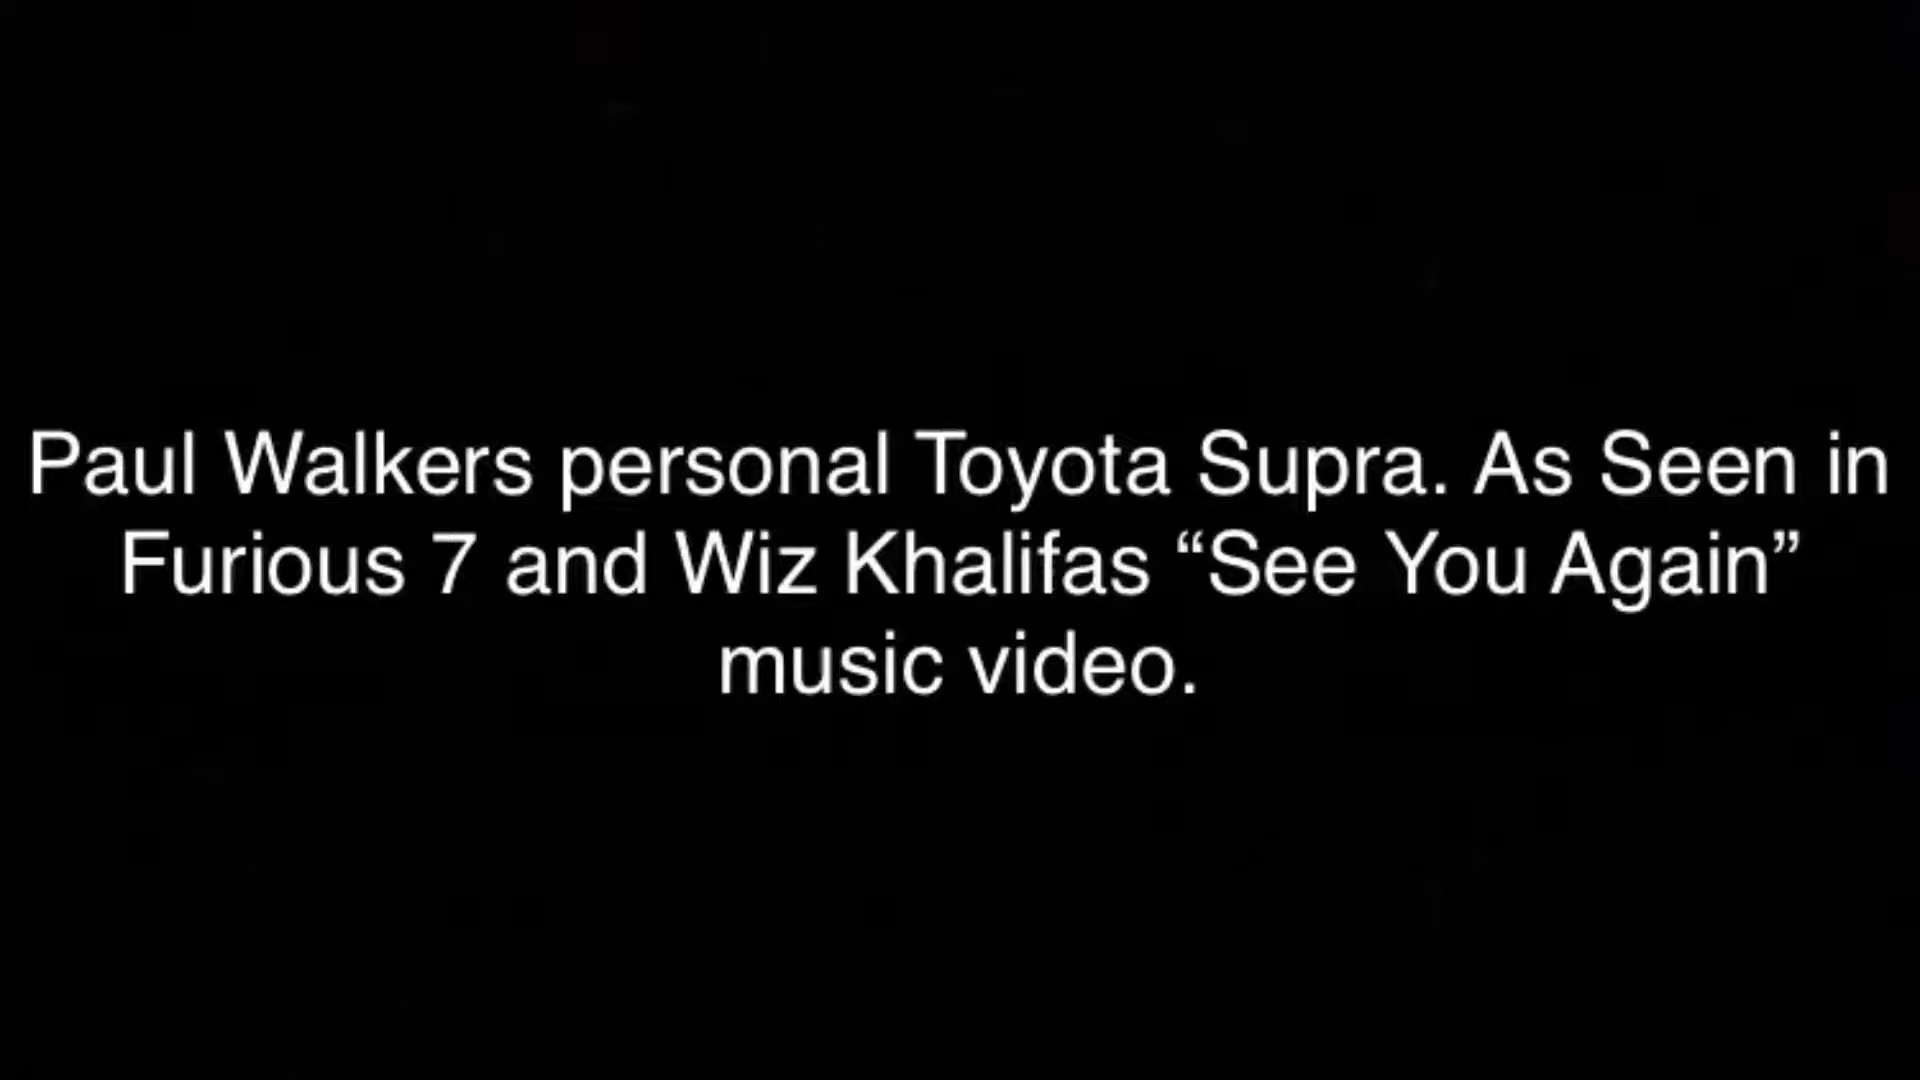 Paul Walkers personal Toyota Supra. As Seen in
Furious 7 and Wiz Khalifas “See You Again”
music video.